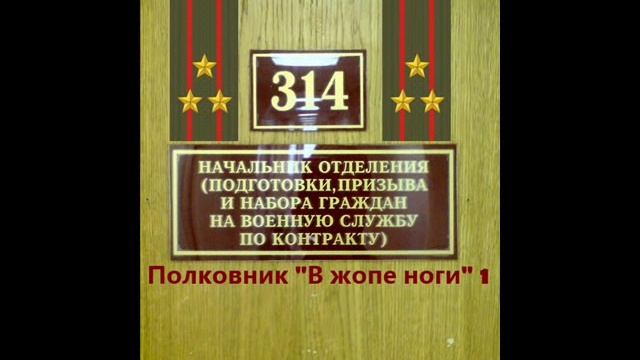 314
НАЧАЛЬНИК ОТДЕЛЕНИЯ
(ПОДГОТОВКИ, ПРИЗЫВА
И НАБОРА ГРАЖДАН
НА ВОЕННУЮ СЛУЖБУ
ПО КОНТРАКТУ)
Полковник "В жопе ноги" 1